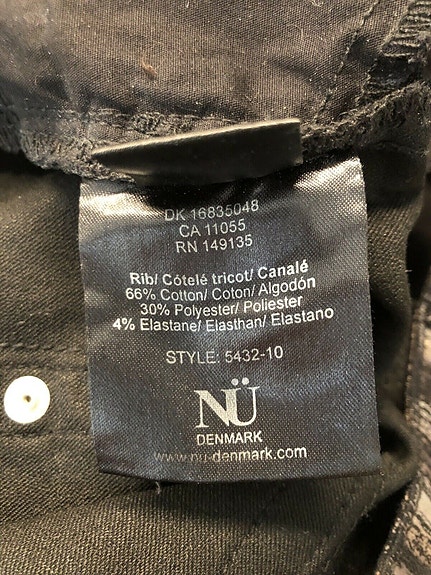 DK 16835048
CA 11055
RN 149135
Rib/ Côtelé tricot/ Canalé
66% Cotton/ Coton/ Algodón
30% Polyester/ Poliester
4% Elastane/ Elasthan/ Elastano
STYLE: 5432-10
NÜ
DENMARK
www.nu-denmark.com